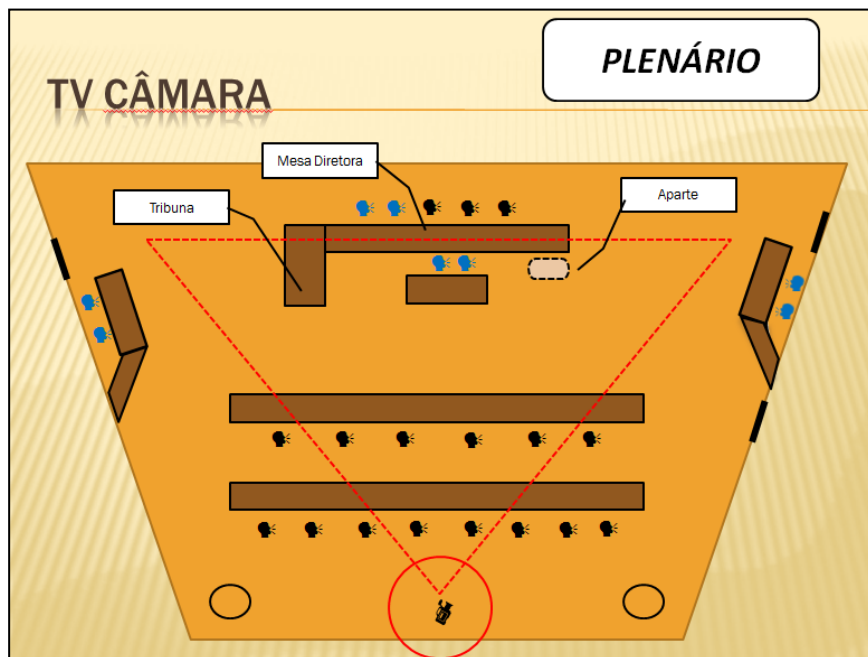 PLENÁRIO
TV CÂMARA
Mesa Diretora
Tribuna
Aparte